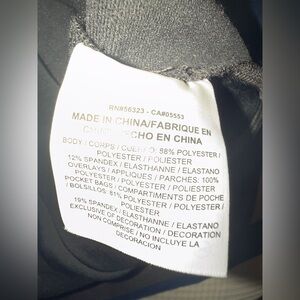 RN#56323 - CA#05553
MADE IN CHINA/FABRIQUE EN
HECHO EN CHINA
BODY / CORPS / CUERPO: 88% POLYESTER /
POLYESTER / POLIESTER
12% SPANDEX / ELASTHANNE / ELASTANO
OVERLAYS / APPLIQUES / PARCHES: 100%
POLYESTER / POLYESTER / POLIESTER
POCKET BAGS / COMPARTIMENTS DE POCHE
/ BOLSILLOS: 81% POLYESTER / POLYESTER /
POLIESTER
19% SPANDEX / ELASTHANNE / ELASTANO
EXCLUSIVE OF DECORATION / DECORATION
NON COMPRISE / NO INCLUYE LA
DECORACION